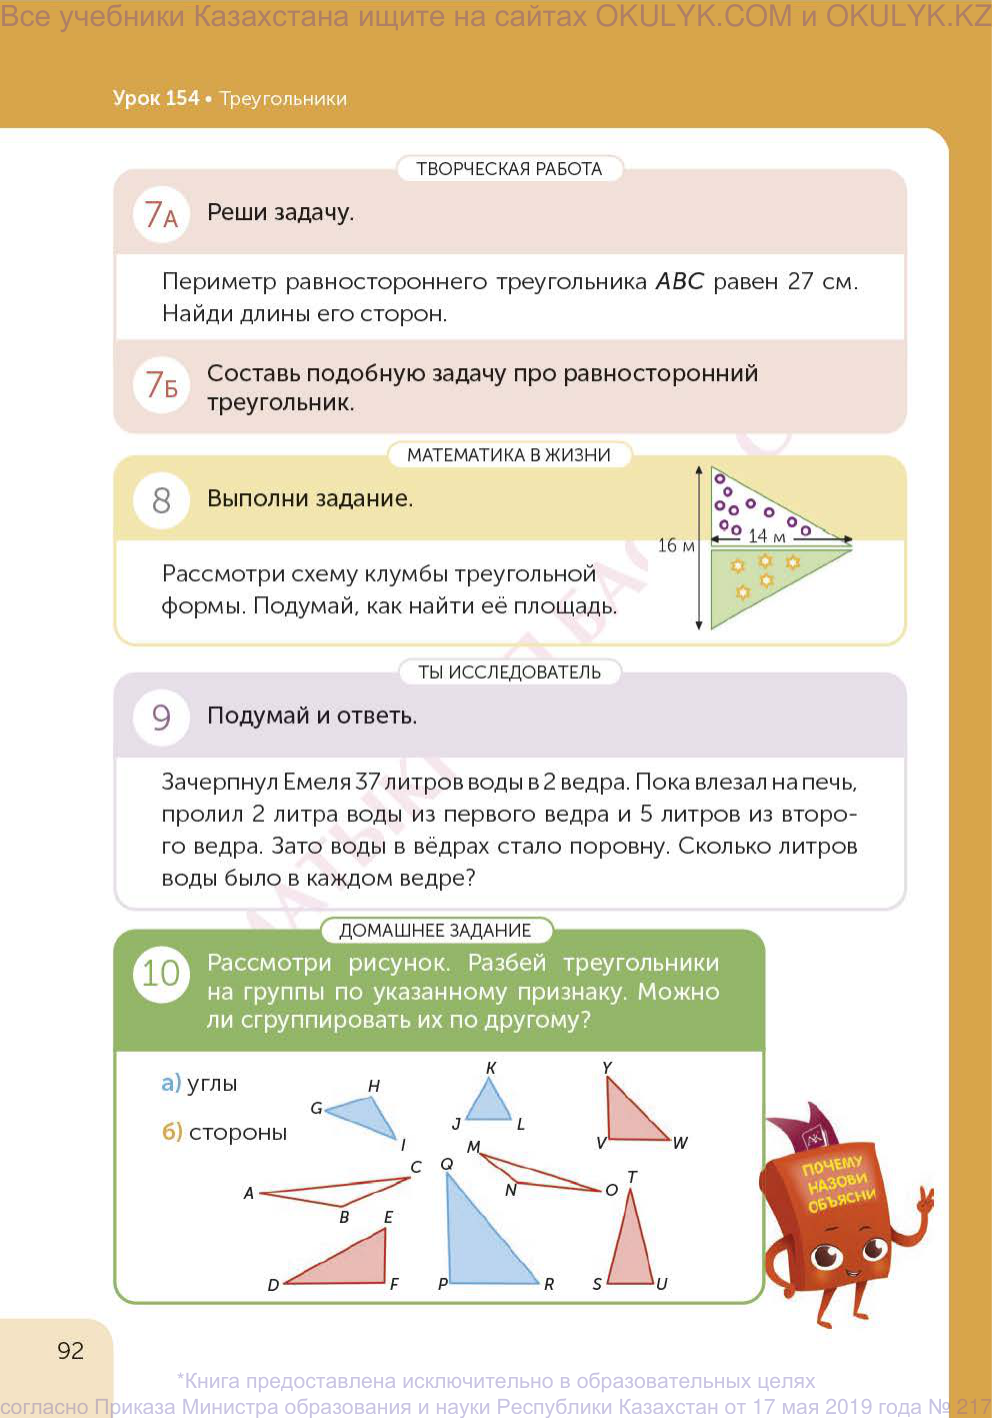 Все учебники Казахстана ищите на сайтах OKULYK.COM и OKULYK.KZ
Урок 154 • Треугольники
ТВОРЧЕСКАЯ РАБОТА
7А Реши задачу.
Периметр равностороннего треугольника ABC равен 27 см.
Найди длины его сторон.
7Б Составь подобную задачу про равносторонний
треугольник.
МАТЕМАТИКА В ЖИЗНИ
8 Выполни задание.
16 м
14 м
Рассмотри схему клумбы треугольной
формы. Подумай, как найти её площадь.
ТЫ ИССЛЕДОВАТЕЛЬ
9 Подумай и ответь.
Зачерпнул Емеля 37 литров воды в 2 ведра. Пока влезал на печь,
пролил 2 литра воды из первого ведра и 5 литров из второ-
го ведра. Зато воды в вёдрах стало поровну. Сколько литров
воды было в каждом ведре?
ДОМАШНЕЕ ЗАДАНИЕ
10 Рассмотри рисунок. Разбей треугольники
на группы по указанному признаку. Можно
ли сгруппировать их по другому?
а) углы
б) стороны
G H I
J K L
Y V W
A B C
M N O
D E F
Q P R
S T U
ПОЧЕМУ
НАЗОВИ
ОБЪЯСНИ
92
*Книга предоставлена исключительно в образовательных целях
согласно Приказа Министра образования и науки Республики Казахстан от 17 мая 2019 года № 217